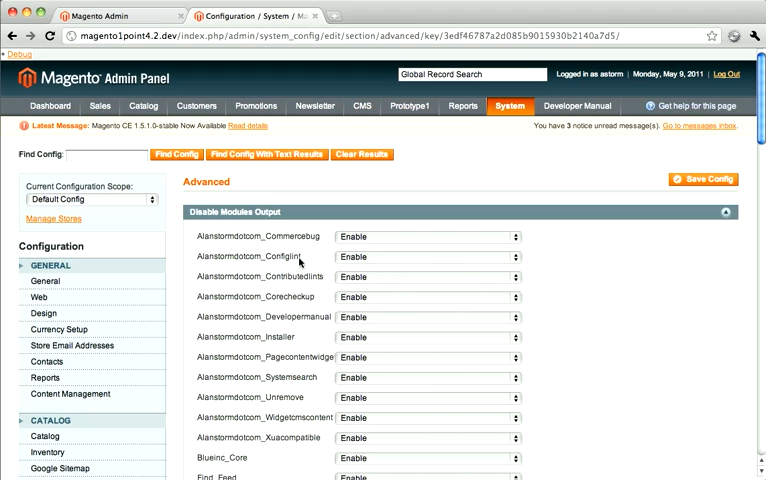 Magento Admin
Configuration / System / Ma
magento1point4.2.dev/index.php/admin/system_config/edit/section/advanced/key/3edf46787a2d085b9015930b2140a7d5/
Debug
Magento Admin Panel
Global Record Search
Logged in as astorm
Monday, May 9, 2011
Log Out
Dashboard Sales Catalog Customers Promotions Newsletter CMS Prototype1 Reports System Developer Manual Get help for this page
Latest Message: Magento CE 1.5.1.0-stable Now Available Read details
You have 3 notice unread message(s). Go to messages inbox.
Find Config: Find Config Find Config With Text Results Clear Results
Current Configuration Scope:
Default Config
Manage Stores
Configuration
GENERAL
General
Web
Design
Currency Setup
Store Email Addresses
Contacts
Reports
Content Management
CATALOG
Catalog
Inventory
Google Sitemap
Advanced
Save Config
Disable Modules Output
Alanstormdotcom_Commercebug Enable
Alanstormdotcom_Configlint Enable
Alanstormdotcom_Contributedlints Enable
Alanstormdotcom_Corecheckup Enable
Alanstormdotcom_Developermanual Enable
Alanstormdotcom_Installer Enable
Alanstormdotcom_Pagecontentwidge Enable
Alanstormdotcom_Systemsearch Enable
Alanstormdotcom_Unremove Enable
Alanstormdotcom_Widgetcmscontent Enable
Alanstormdotcom_Xuacompatible Enable
Blueinc_Core Enable
Find_Feed Enable